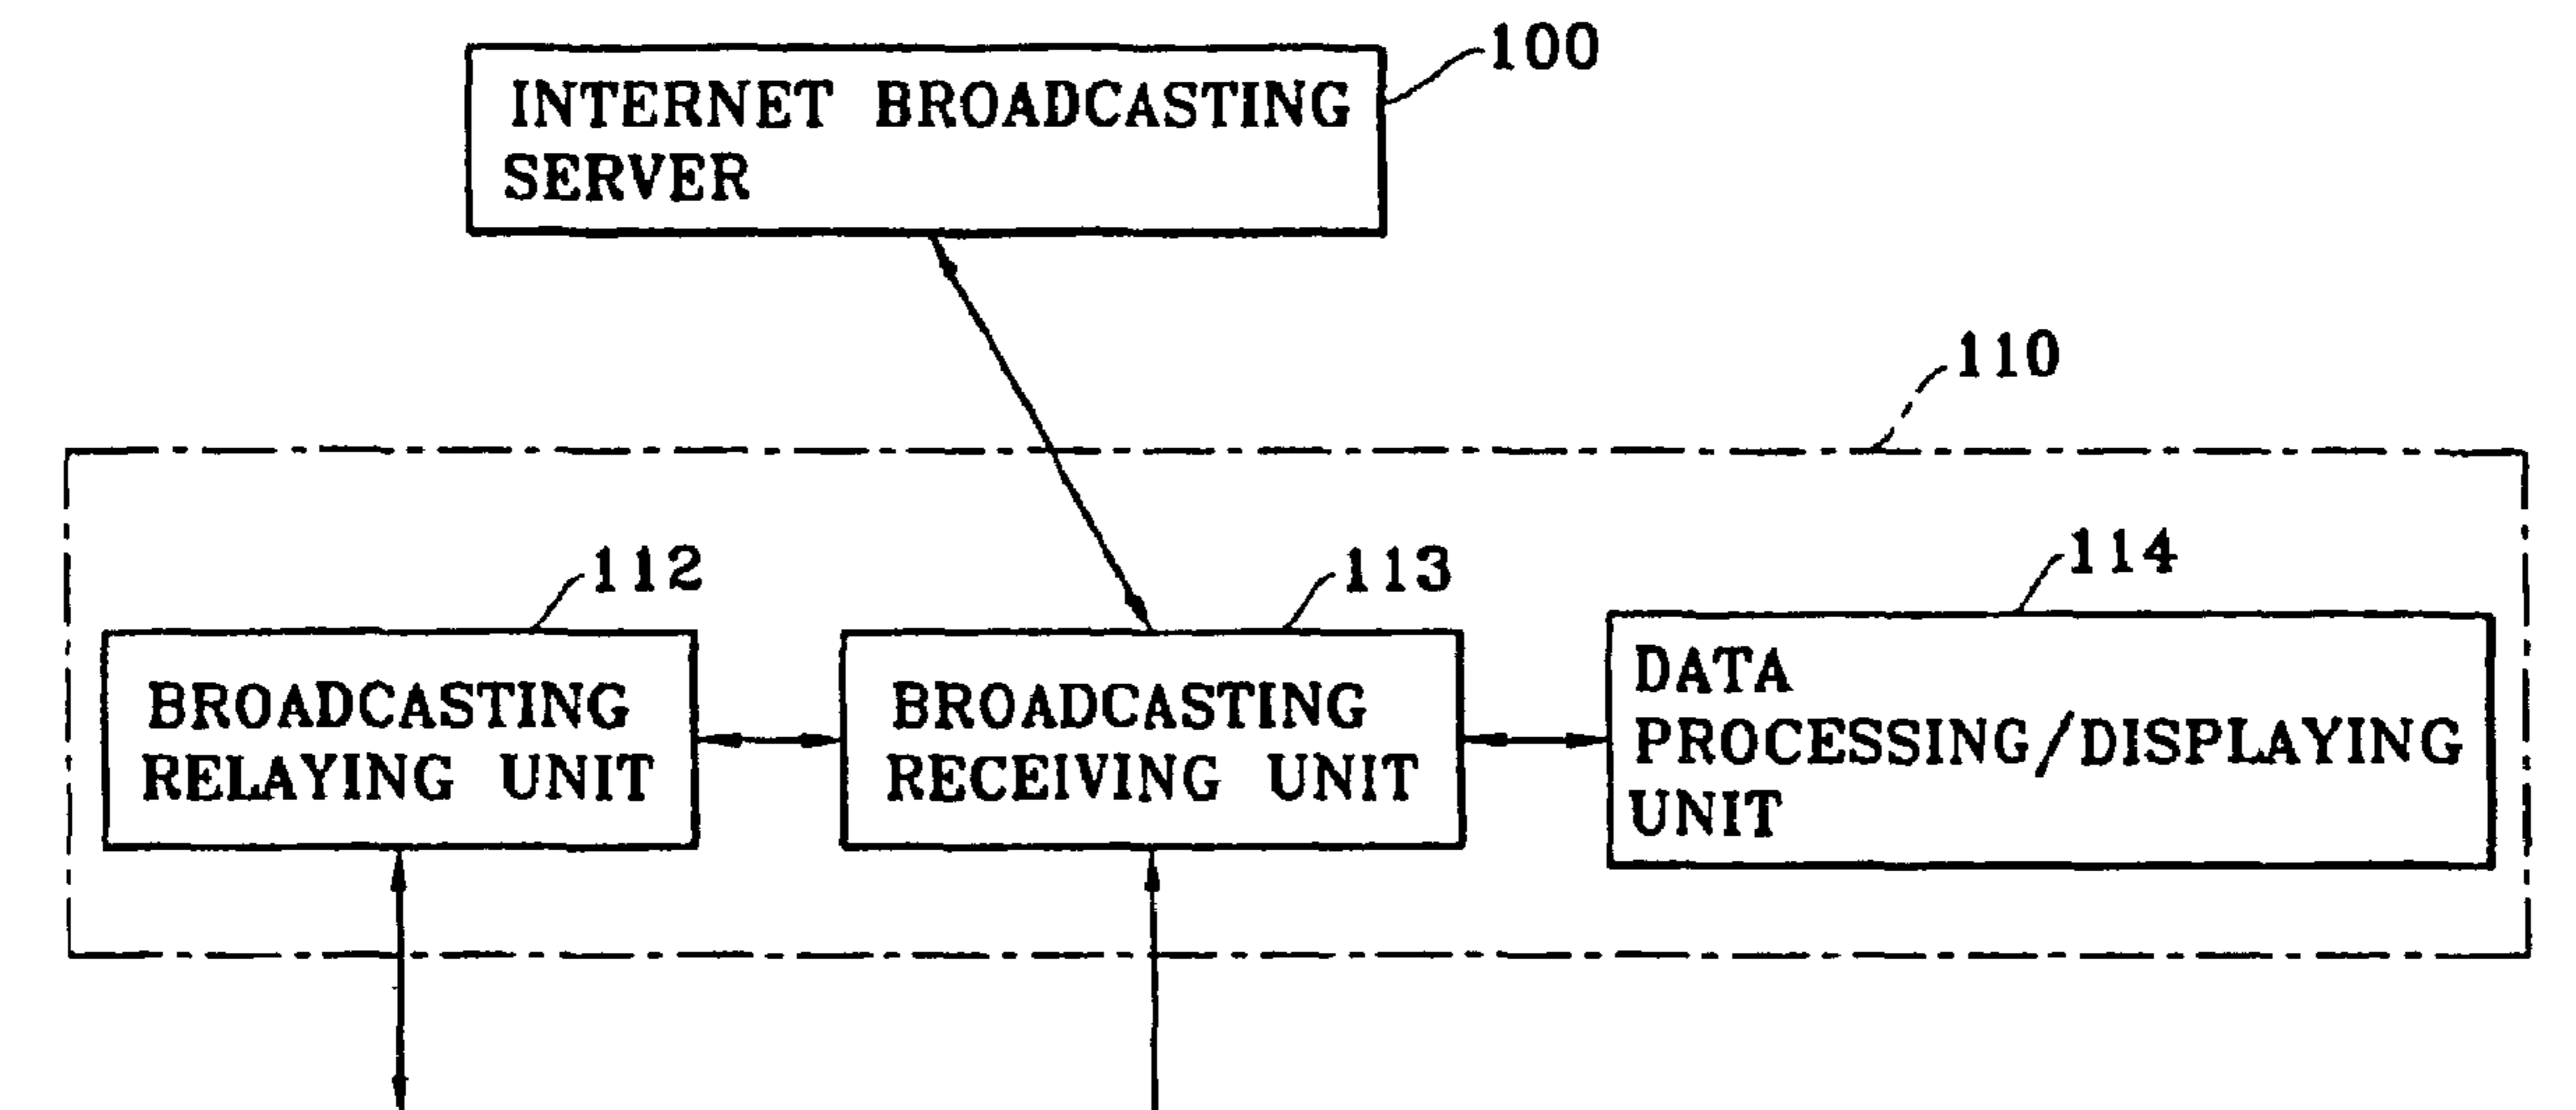 100
INTERNET BROADCASTING
SERVER
110
112
113
114
BROADCASTING
RELAYING UNIT
BROADCASTING
RECEIVING UNIT
DATA
PROCESSING/DISPLAYING
UNIT